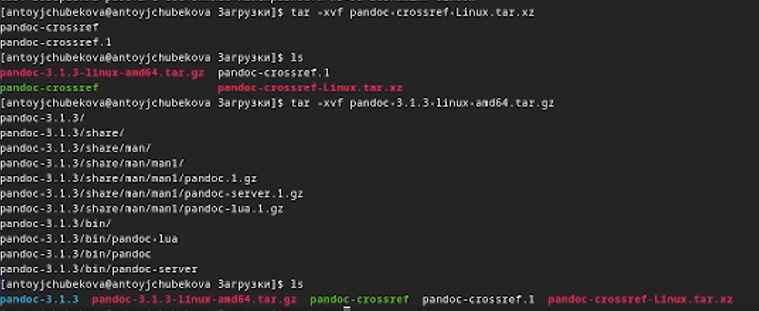 [antoyjchubekova@antoyjchubekova Загрузки]$ tar -xvf pandoc-crossref-Linux.tar.xz
pandoc-crossref
pandoc-crossref.1
[antoyjchubekova@antoyjchubekova Загрузки]$ ls
pandoc-3.1.3-linux-amd64.tar.gz pandoc-crossref.1
pandoc-crossref pandoc-crossref-Linux.tar.xz
[antoyjchubekova@antoyjchubekova Загрузки]$ tar -xvf pandoc-3.1.3-linux-amd64.tar.gz
pandoc-3.1.3/
pandoc-3.1.3/share/
pandoc-3.1.3/share/man/
pandoc-3.1.3/share/man/man1/
pandoc-3.1.3/share/man/man1/pandoc.1.gz
pandoc-3.1.3/share/man/man1/pandoc-server.1.gz
pandoc-3.1.3/share/man/man1/pandoc-lua.1.gz
pandoc-3.1.3/bin/
pandoc-3.1.3/bin/pandoc-lua
pandoc-3.1.3/bin/pandoc
pandoc-3.1.3/bin/pandoc-server
[antoyjchubekova@antoyjchubekova Загрузки]$ ls
pandoc-3.1.3 pandoc-3.1.3-linux-amd64.tar.gz pandoc-crossref pandoc-crossref.1 pandoc-crossref-Linux.tar.xz